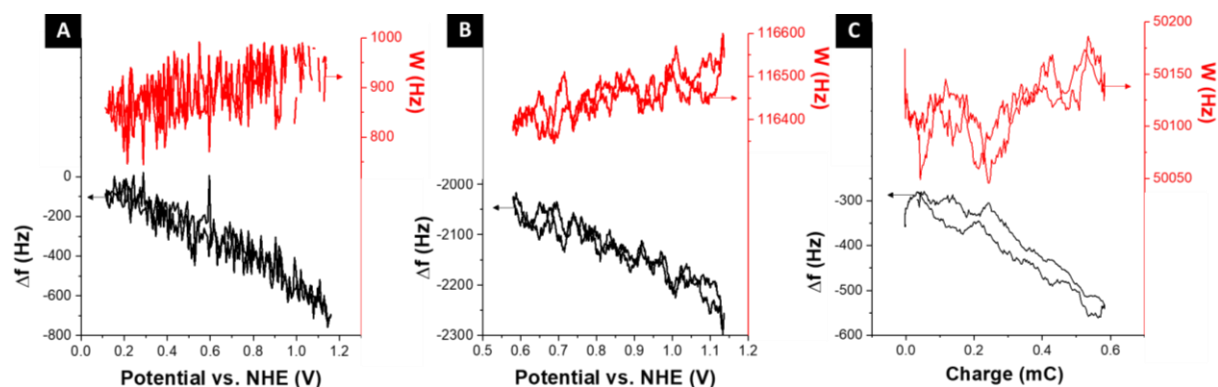 A
1000
900
800
W (Hz)
0
-200
-400
-600
-800
Δf (Hz)
0.0 0.2 0.4 0.6 0.8 1.0 1.2
Potential vs. NHE (V)
B
116600
116500
116400
W (Hz)
-2000
-2100
-2200
-2300
Δf (Hz)
0.5 0.6 0.7 0.8 0.9 1.0 1.1 1.2
Potential vs. NHE (V)
C
50200
50150
50100
50050
W (Hz)
-300
-400
-500
-600
Δf (Hz)
0.0 0.2 0.4 0.6
Charge (mC)